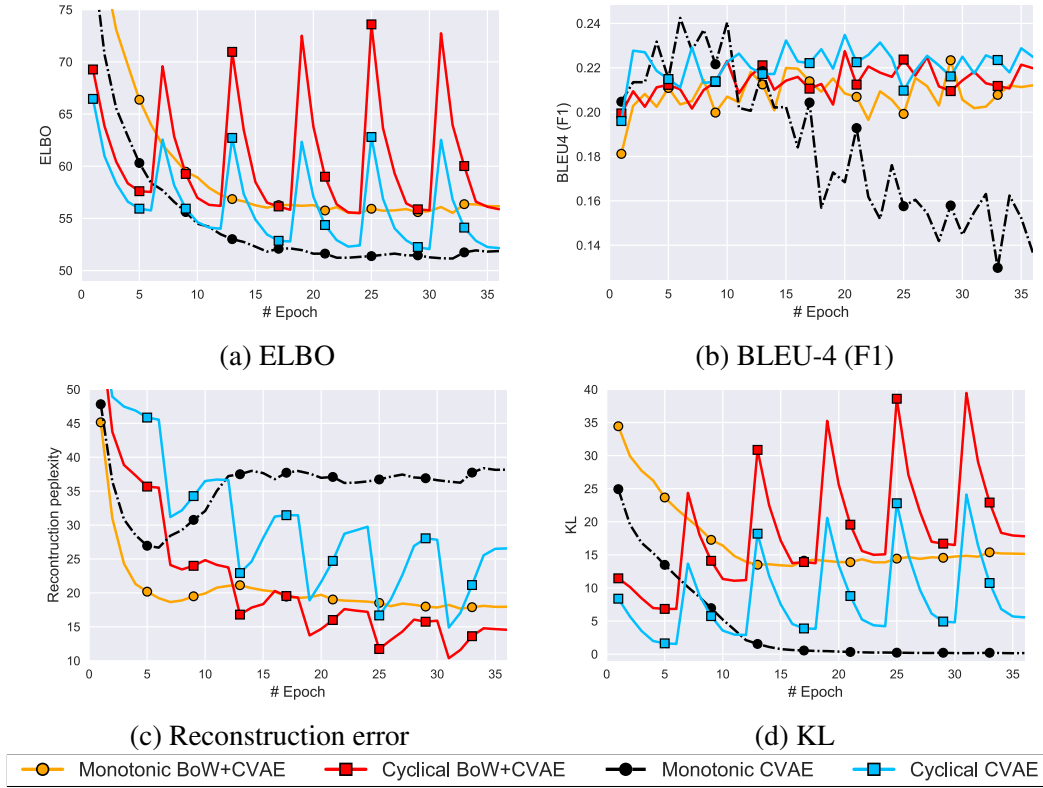 75
70
65
60
55
50
ELBO
0 5 10 15 20 25 30 35
# Epoch
(a) ELBO
0.24
0.22
0.20
0.18
0.16
0.14
BLEU4 (F1)
0 5 10 15 20 25 30 35
# Epoch
(b) BLEU-4 (F1)
50
45
40
35
30
25
20
15
10
Reconstruction peplexity
0 5 10 15 20 25 30 35
# Epoch
(c) Reconstruction error
40
35
30
25
20
15
10
5
0
KL
0 5 10 15 20 25 30 35
# Epoch
(d) KL
Monotonic BoW+CVAE Cyclical BoW+CVAE Monotonic CVAE Cyclical CVAE